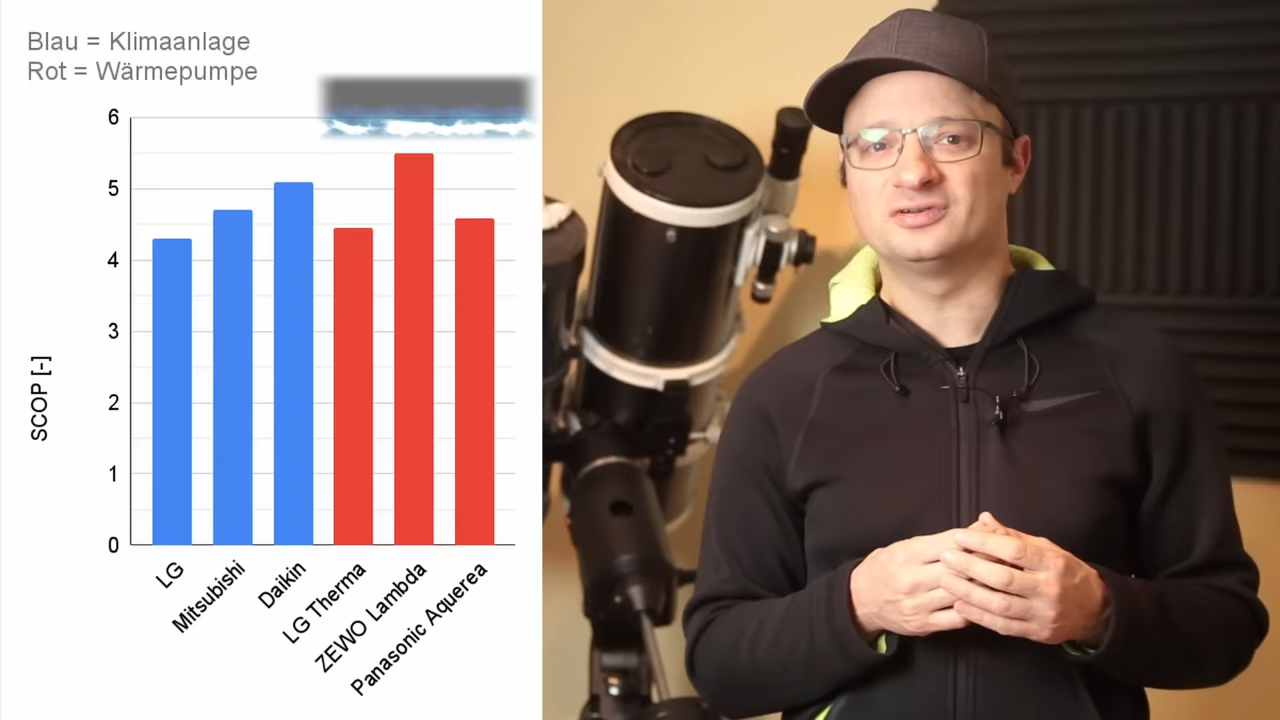 Blau = Klimaanlage
Rot = Wärmepumpe
6
5
4
3
2
1
0
SCOP [-]
LG
Mitsubishi
Daikin
LG Therma
ZEWO Lambda
Panasonic Aquerea